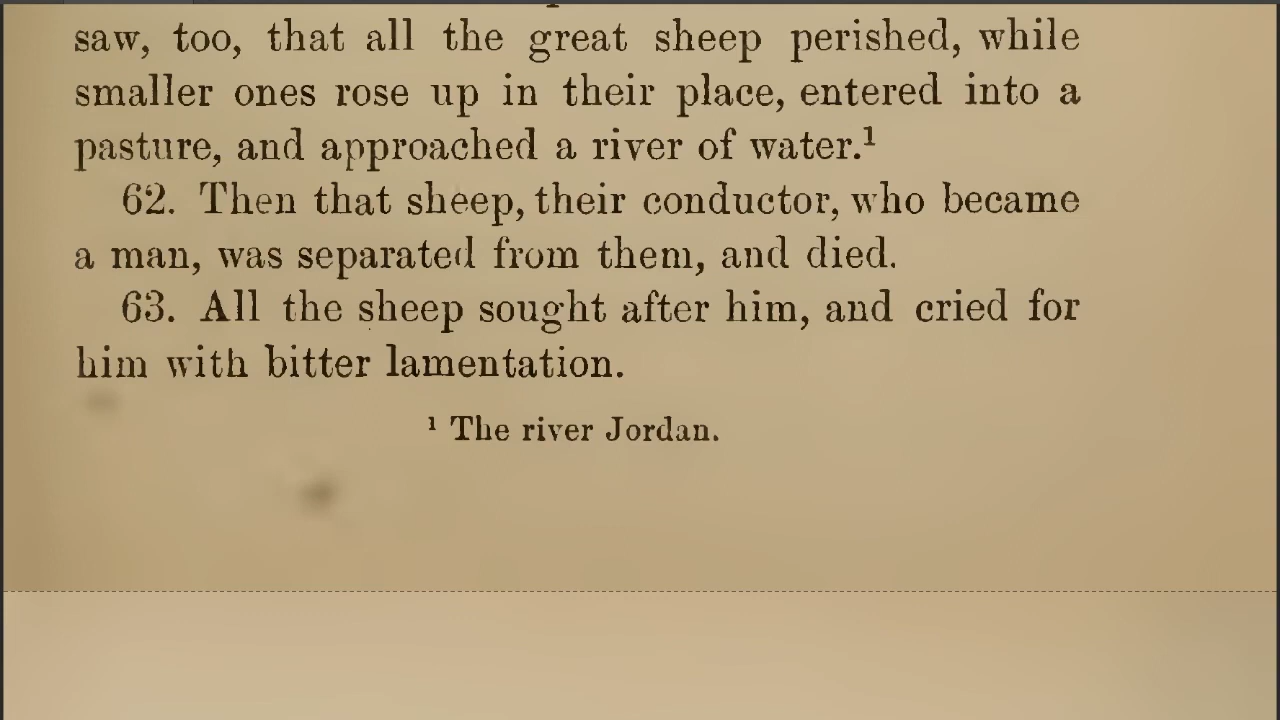 saw, too, that all the great sheep perished, while
smaller ones rose up in their place, entered into a
pasture, and approached a river of water.¹
62. Then that sheep, their conductor, who became
a man, was separated from them, and died.
63. All the sheep sought after him, and cried for
him with bitter lamentation.
¹ The river Jordan.